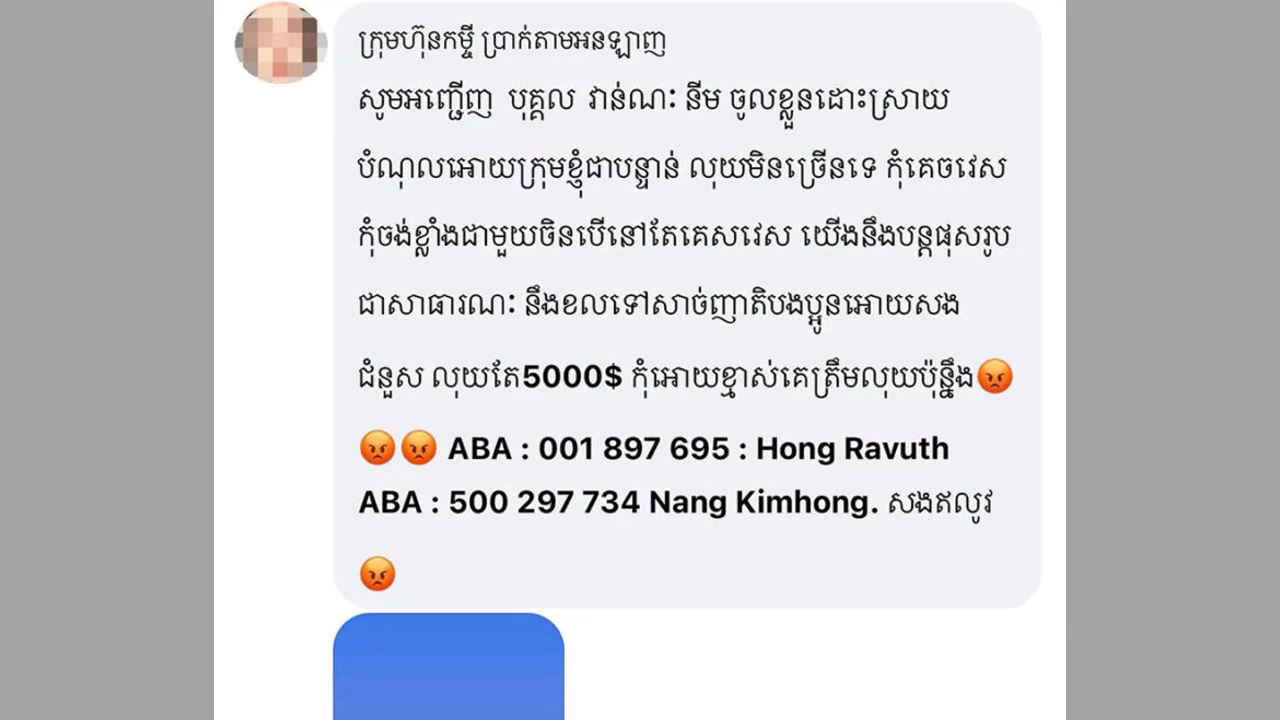 ក្រុមហ៊ុនកម្ចី ប្រាក់តាមអនឡាញ
សូមអញ្ជើញ បុគ្គល វាន់ណៈ នីម ចូលខ្លួនដោះស្រាយ
បំណុលអោយក្រុមខ្ញុំជាបន្ទាន់ លុយមិនច្រើនទេ កុំគេចវេស
កុំចង់ខ្លាំងជាមួយចិនបើនៅតែគេសវេស យើងនឹងបន្តផុសរូប
ជាសាធារណៈ នឹងខលទៅសាច់ញាតិបងប្អូនអោយសង
ជំនួស លុយតែ5000$ កុំអោយខ្មាស់គេត្រឹមលុយប៉ុន្នឹង😡
😡😡 ABA : 001 897 695 : Hong Ravuth
ABA : 500 297 734 Nang Kimhong. សងឥលូវ
😡